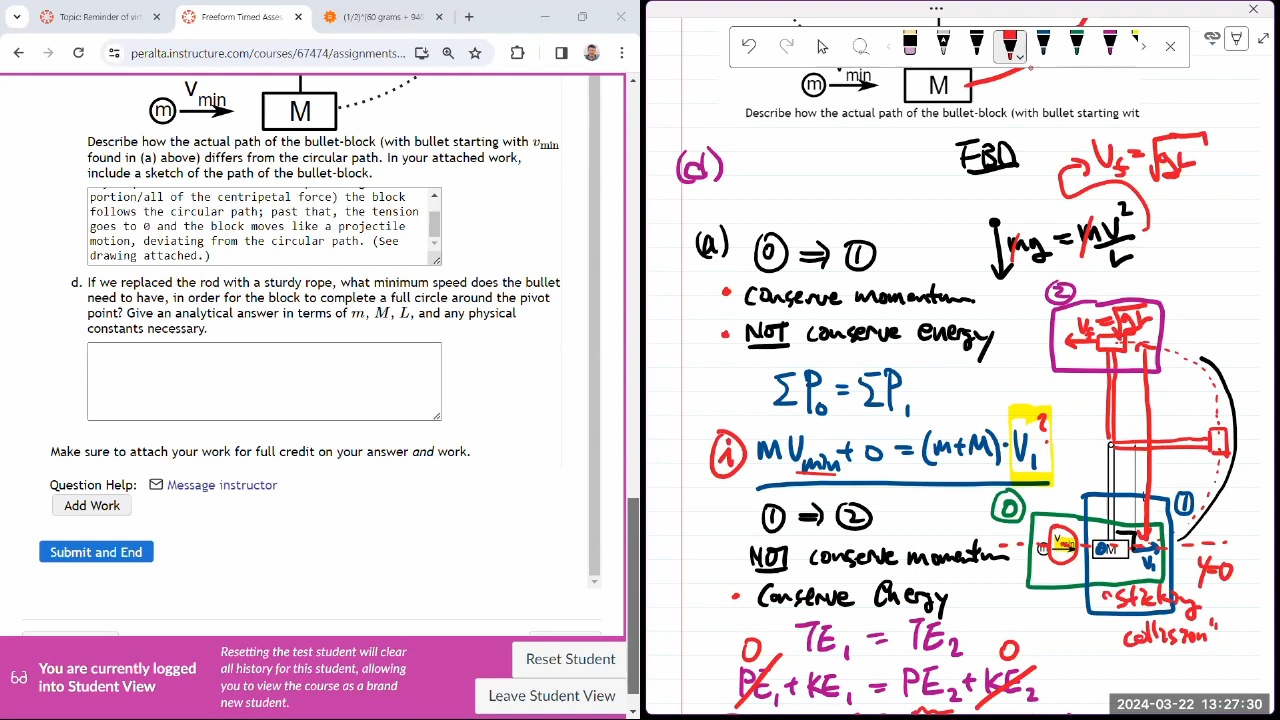 Topic: Reminder of vir
Freeform Timed Asses
(1/2)*(60 grams + 940
peralta.instructure.com/courses/75174/assignments...
m
v min
M
Describe how the actual path of the bullet-block (with bullet starting with v min
found in (a) above) differs from the circular path. In your attached work,
include a sketch of the path of the bullet-block.
portion/all of the centripetal force) the block
follows the circular path; past that, the tension
goes to 0 and the block moves like a projectile
motion, deviating from the circular path. (see
drawing attached.)
d. If we replaced the rod with a sturdy rope, what minimum speed does the bullet
need to have, in order for the block to complete a full circle around the pivot
point? Give an analytical answer in terms of m, M, L, and any physical
constants necessary.
Make sure to attach your work for full credit on your answer and work.
Question Help:
Message instructor
Add Work
Submit and End
You are currently logged
into Student View
Resetting the test student will clear
all history for this student, allowing
you to view the course as a brand
new student.
Reset Student
Leave Student View
m
v min
M
Describe how the actual path of the bullet-block (with bullet starting wit
(d)
FBD
Vf = √gL
mg = mV²/L
(a) ⓪ ⇒ ①
• Conserve momentum
• NOT conserve energy
ΣP₀ = ΣP₁
ⓘ mVmin + 0 = (m+M)·V₁ ?
① ⇒ ②
NOT conserve momentum
• Conserve Energy
TE₁ = TE₂
0 0
PE₁ + KE₁ = PE₂ + KE₂
②
Vf = √gL
⓪
①
m
v min
M
V₁
y=0
"sticking
collision"
2024-03-22 13:27:30